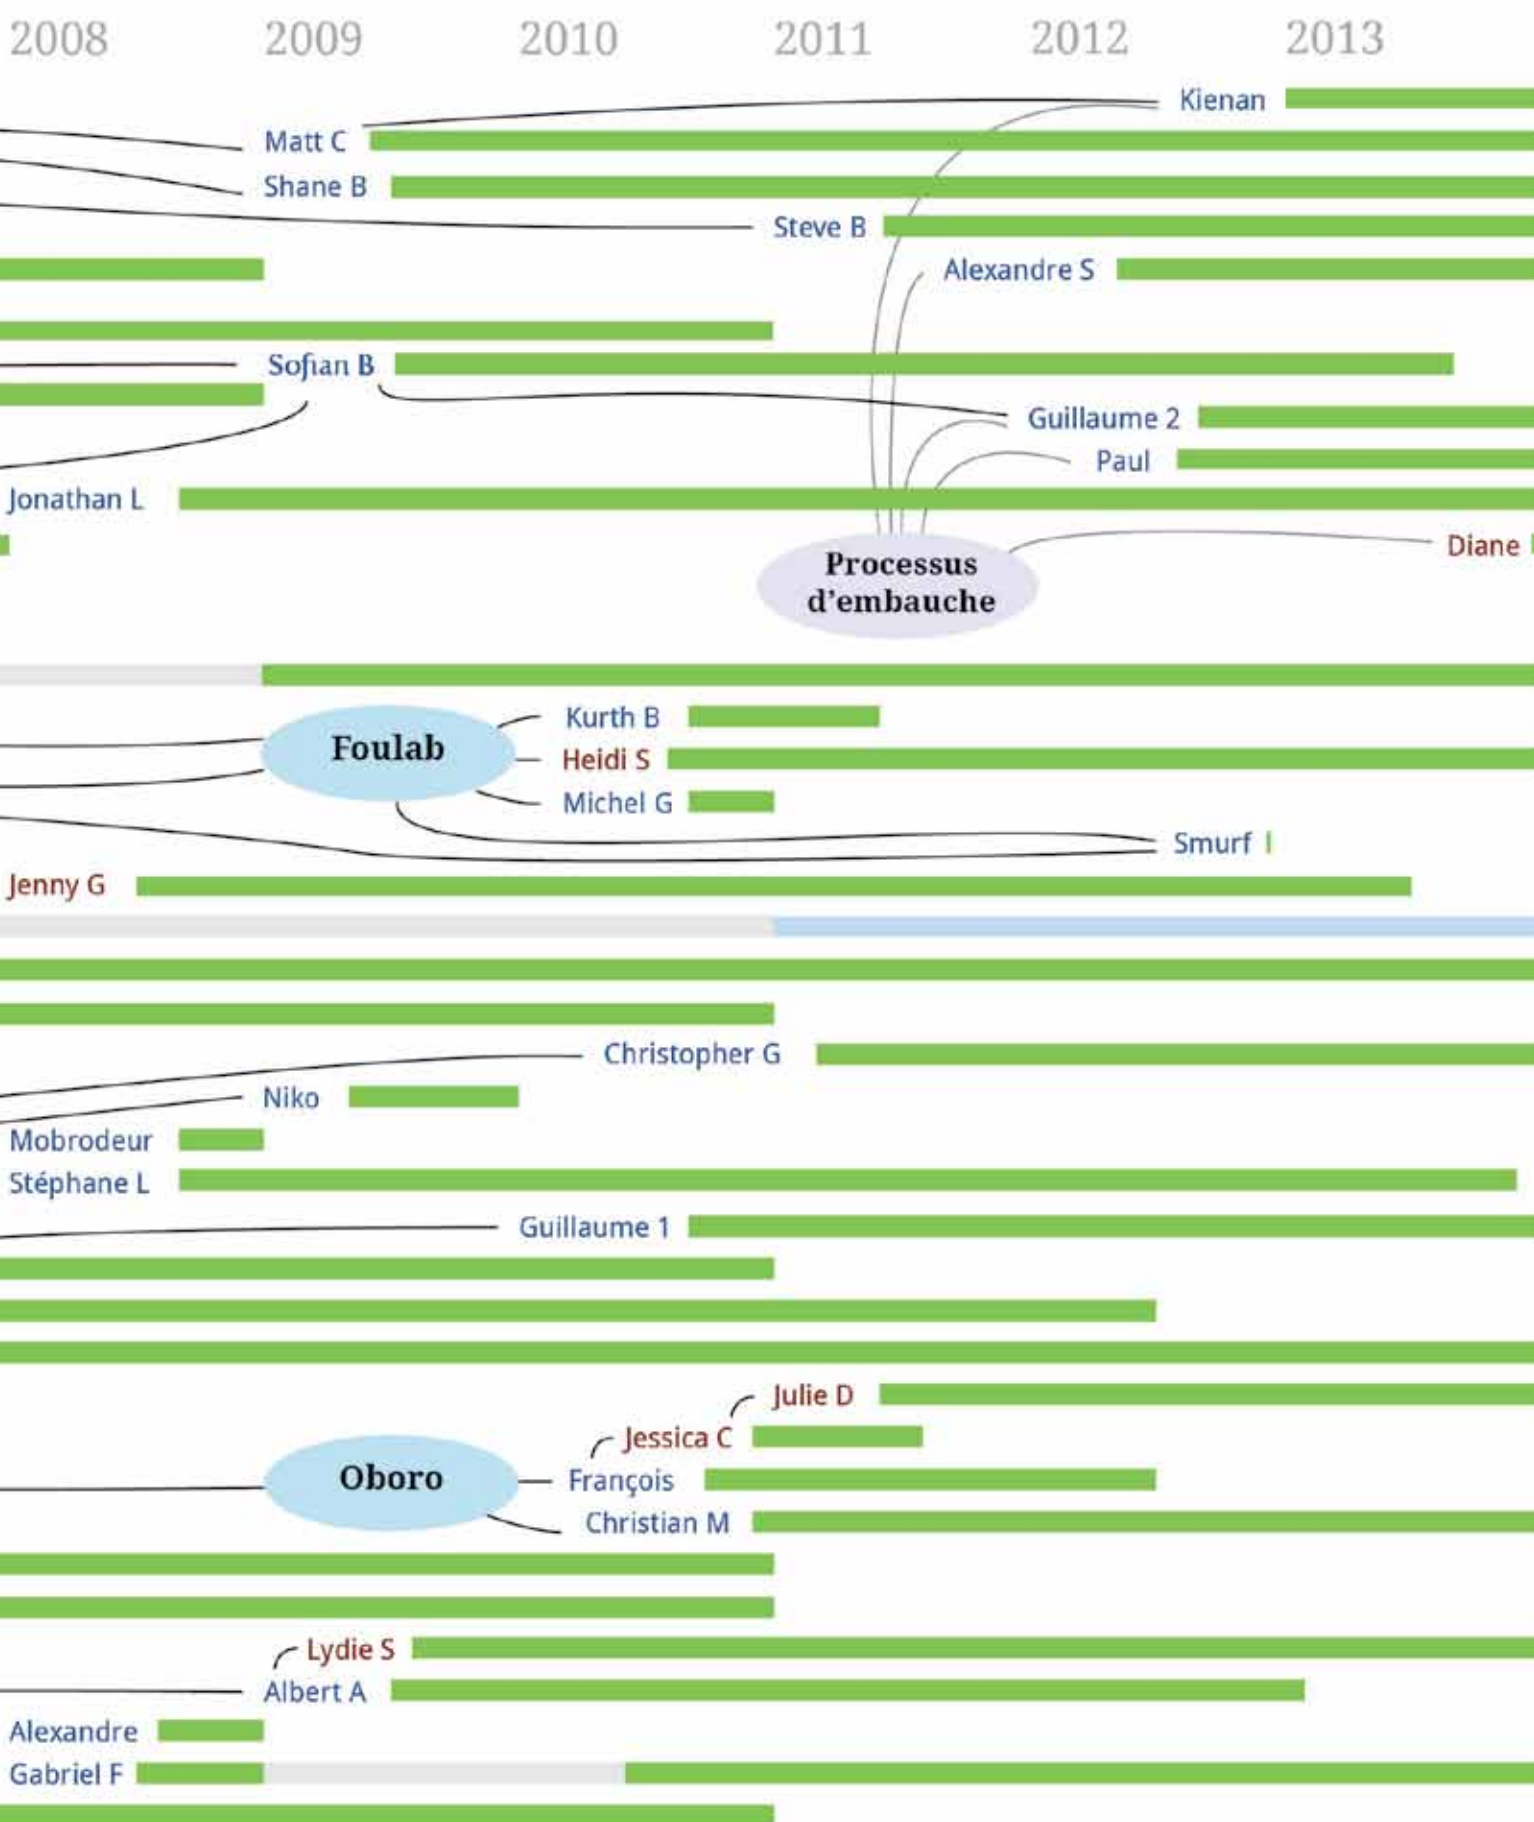 2008 2009 2010 2011 2012 2013
Kienan
Matt C
Shane B
Steve B
Alexandre S
Sofian B
Guillaume 2
Paul
Jonathan L
Diane
Processus
d'embauche
Kurth B
Foulab
Heidi S
Michel G
Smurf
Jenny G
Christopher G
Niko
Mobrodeur
Stéphane L
Guillaume 1
Julie D
Jessica C
Oboro
François
Christian M
Lydie S
Albert A
Alexandre
Gabriel F